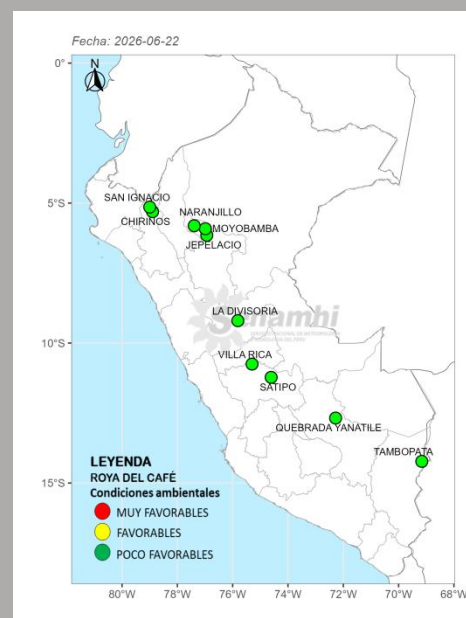 Fecha: 2026-06-22
N
0°
SAN IGNACIO
CHIRINOS
NARANJILLO
MOYOBAMBA
JEPELACIO
5°S
LA DIVISORIA
Senamhi
10°S
VILLA RICA
SATIPO
QUEBRADA YANATILE
TAMBOPATA
15°S
LEYENDA
ROYA DEL CAFÉ
Condiciones ambientales
MUY FAVORABLES
FAVORABLES
POCO FAVORABLES
80°W 78°W 76°W 74°W 72°W 70°W 68°W